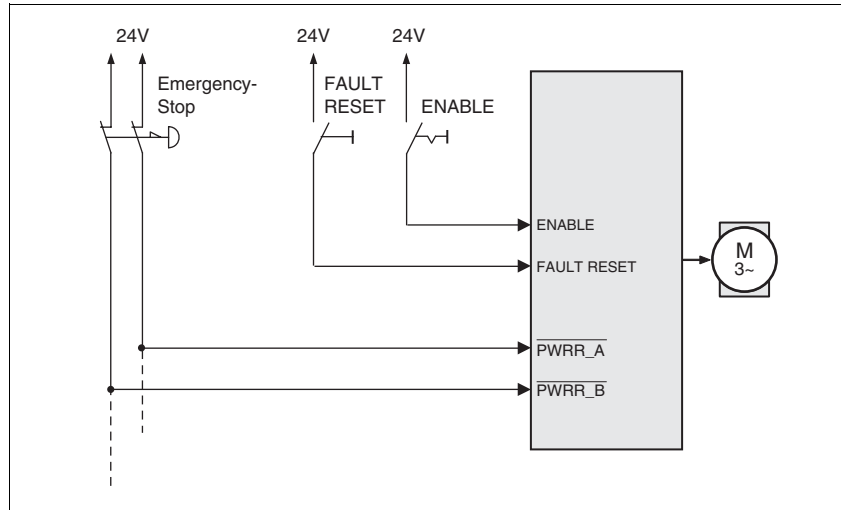 24V
24V
24V
Emergency-
Stop
FAULT
RESET
ENABLE
ENABLE
FAULT RESET
PWRR_A
PWRR_B
M
3~